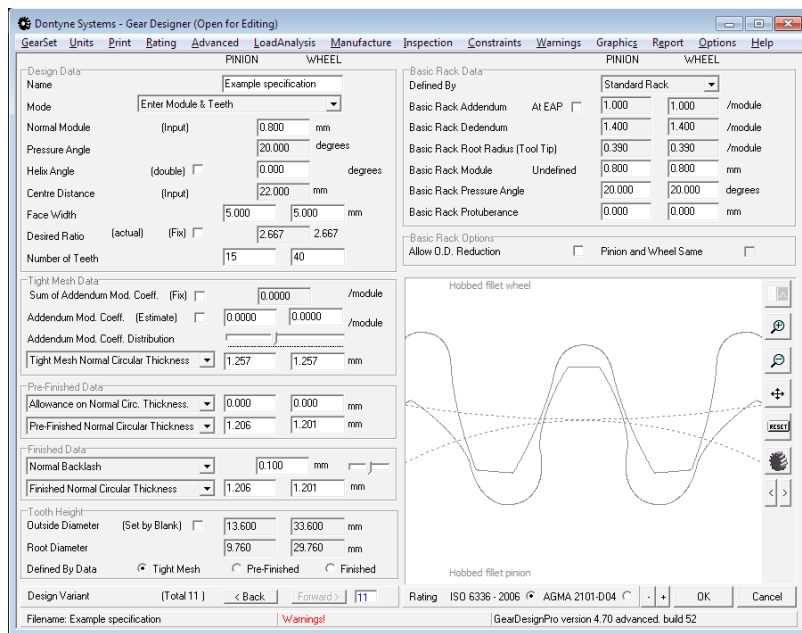 Dontyne Systems - Gear Designer (Open for Editing)
GearSet Units Print Rating Advanced LoadAnalysis Manufacture Inspection Constraints Warnings Graphics Report Options Help
PINION WHEEL
Design Data
Name Example specification
Mode Enter Module & Teeth
Normal Module (Input) 0.800 mm
Pressure Angle 20.000 degrees
Helix Angle (double) 0.000 degrees
Centre Distance (Input) 22.000 mm
Face Width 5.000 5.000 mm
Desired Ratio (actual) (Fix) 2.667 2.667
Number of Teeth 15 40
Tight Mesh Data
Sum of Addendum Mod. Coeff. (Fix) 0.0000 /module
Addendum Mod. Coeff. (Estimate) 0.0000 0.0000 /module
Addendum Mod. Coeff. Distribution
Tight Mesh Normal Circular Thickness 1.257 1.257 mm
Pre-Finished Data
Allowance on Normal Circ. Thickness. 0.000 0.000 mm
Pre-Finished Normal Circular Thickness 1.206 1.201 mm
Finished Data
Normal Backlash 0.100 mm
Finished Normal Circular Thickness 1.206 1.201 mm
Tooth Height
Outside Diameter (Set by Blank) 13.600 33.600 mm
Root Diameter 9.760 29.760 mm
Defined By Data Tight Mesh Pre-Finished Finished
Design Variant (Total 11 ) < Back Forward > 11
PINION WHEEL
Basic Rack Data
Defined By Standard Rack
Basic Rack Addendum At EAP 1.000 1.000 /module
Basic Rack Dedendum 1.400 1.400 /module
Basic Rack Root Radius (Tool Tip) 0.390 0.390 /module
Basic Rack Module Undefined 0.800 0.800 mm
Basic Rack Pressure Angle 20.000 20.000 degrees
Basic Rack Protuberance 0.000 0.000 mm
Basic Rack Options
Allow O.D. Reduction Pinion and Wheel Same
Hobbed fillet wheel
RESET
< >
Hobbed fillet pinion
Rating ISO 6336 - 2006 AGMA 2101-D04 - + OK Cancel
Filename: Example specification Warnings! GearDesignPro version 4.70 advanced. build 52